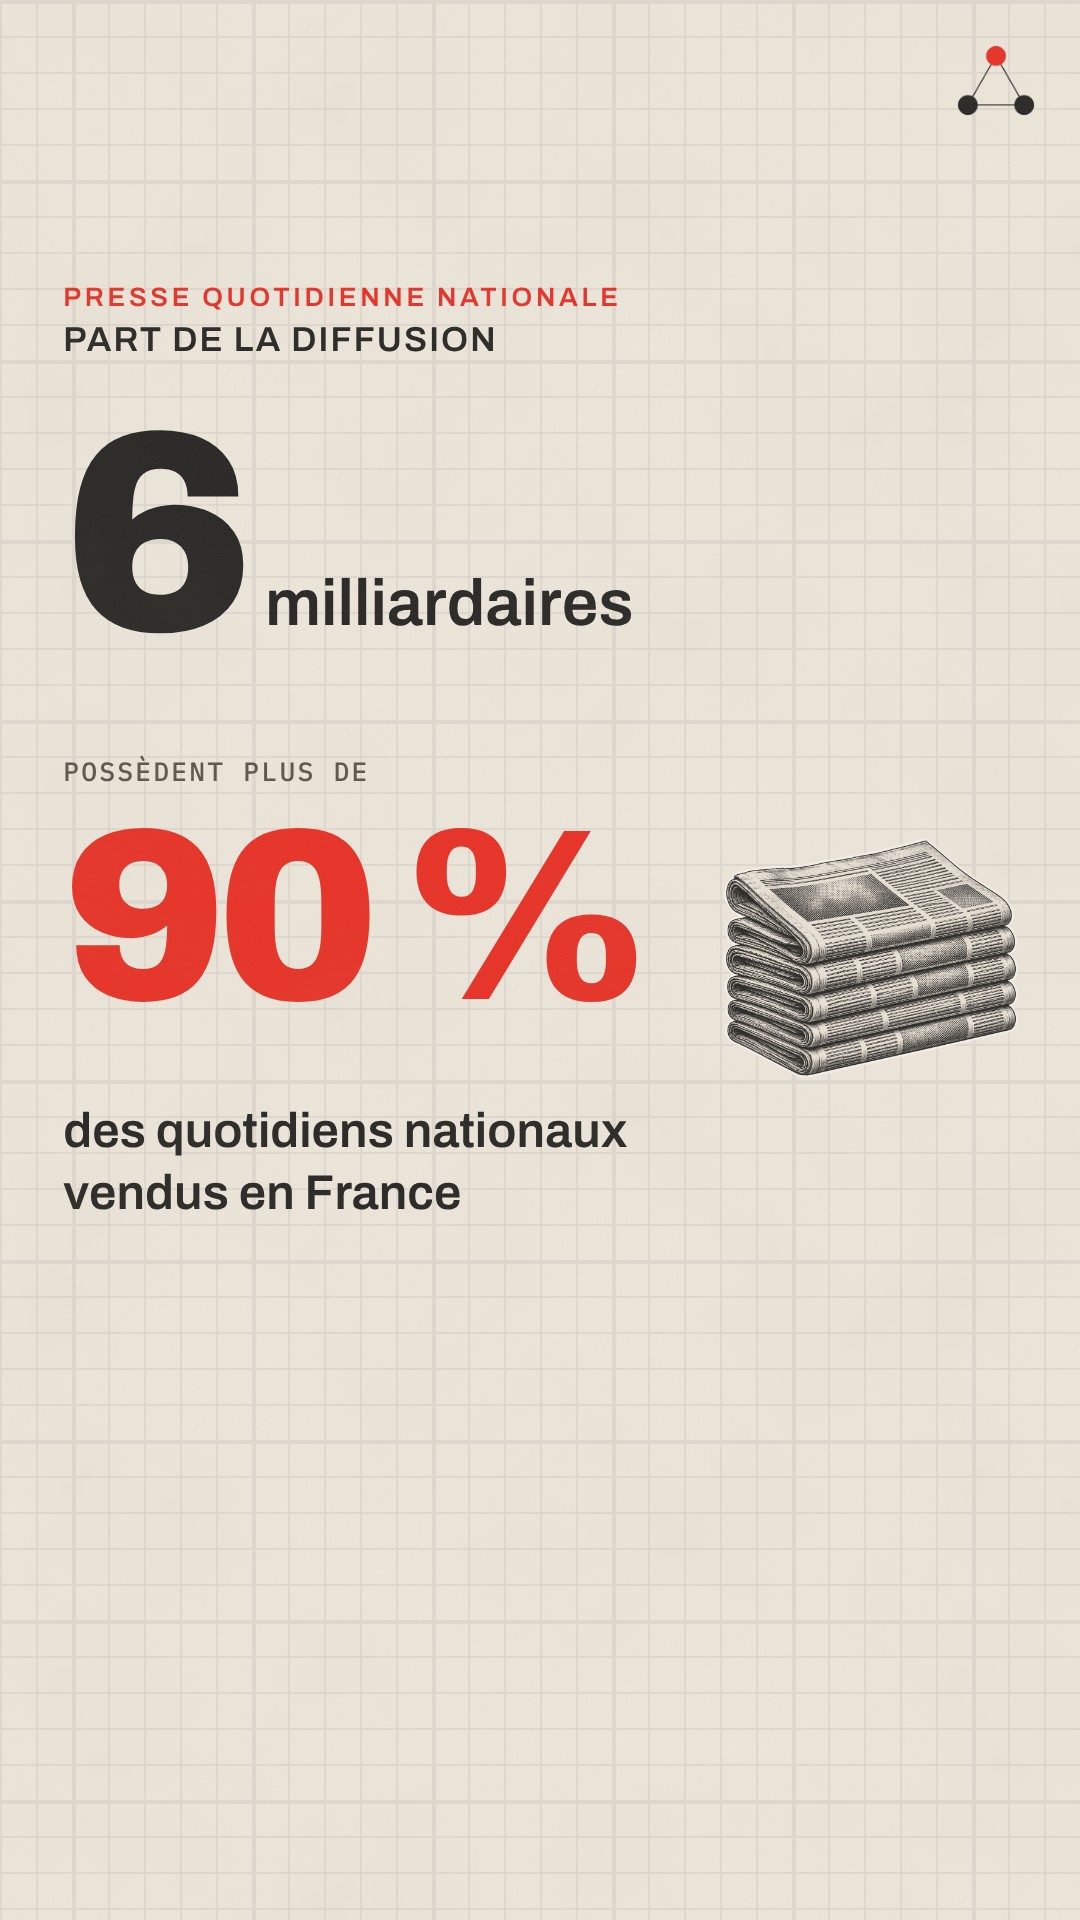 PRESSE QUOTIDIENNE NATIONALE
PART DE LA DIFFUSION
6 milliardaires
POSSÈDENT PLUS DE
90 %
des quotidiens nationaux
vendus en France